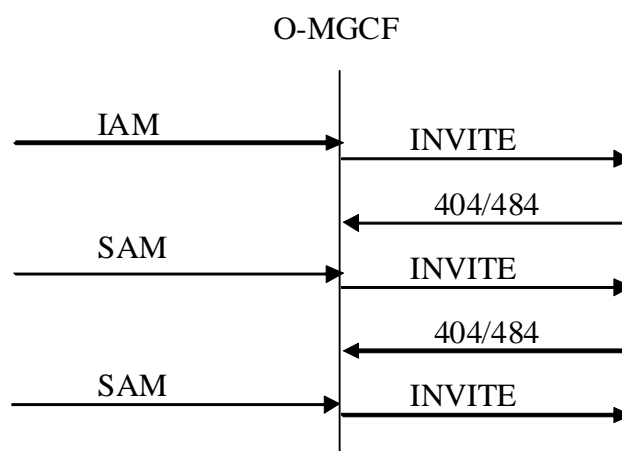 O-MGCF
IAM
INVITE
404/484
SAM
INVITE
404/484
SAM
INVITE